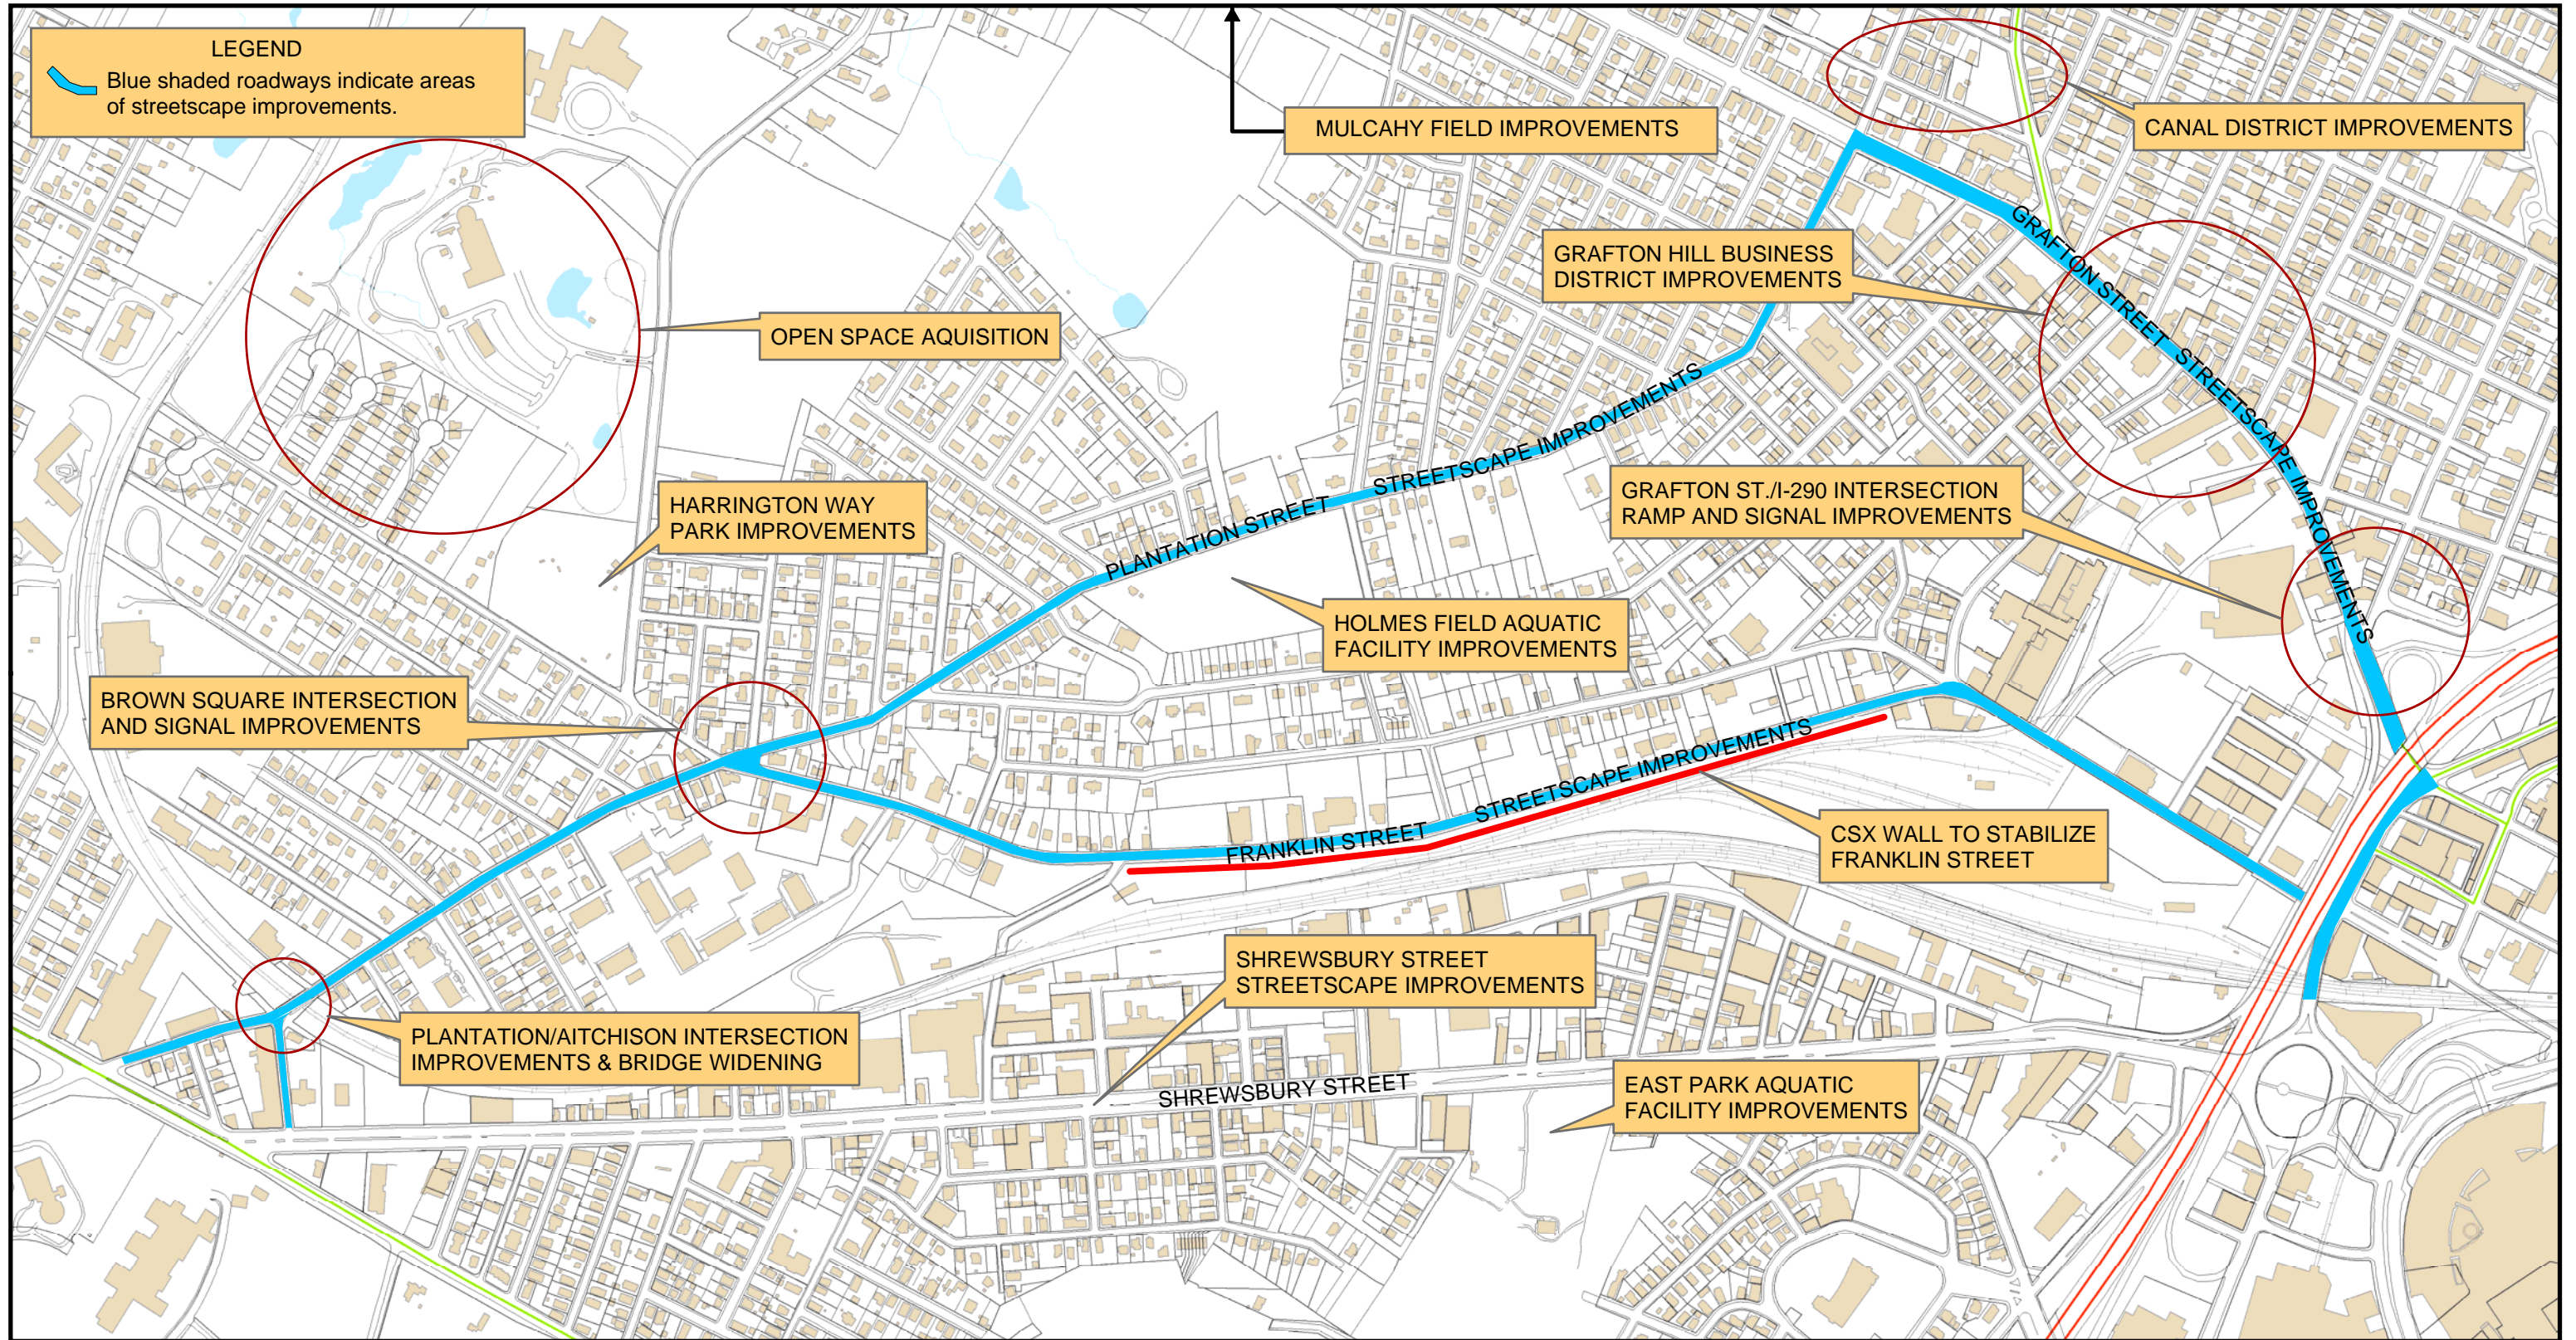 LEGEND
Blue shaded roadways indicate areas
of streetscape improvements.
MULCAHY FIELD IMPROVEMENTS
CANAL DISTRICT IMPROVEMENTS
GRAFTON STREET STREETSCAPE IMPROVEMENTS
GRAFTON HILL BUSINESS
DISTRICT IMPROVEMENTS
OPEN SPACE AQUISITION
PLANTATION STREET STREETSCAPE IMPROVEMENTS
HARRINGTON WAY
PARK IMPROVEMENTS
GRAFTON ST./I-290 INTERSECTION
RAMP AND SIGNAL IMPROVEMENTS
HOLMES FIELD AQUATIC
FACILITY IMPROVEMENTS
BROWN SQUARE INTERSECTION
AND SIGNAL IMPROVEMENTS
FRANKLIN STREET STREETSCAPE IMPROVEMENTS
CSX WALL TO STABILIZE
FRANKLIN STREET
SHREWSBURY STREET
STREETSCAPE IMPROVEMENTS
PLANTATION/AITCHISON INTERSECTION
IMPROVEMENTS & BRIDGE WIDENING
SHREWSBURY STREET
EAST PARK AQUATIC
FACILITY IMPROVEMENTS